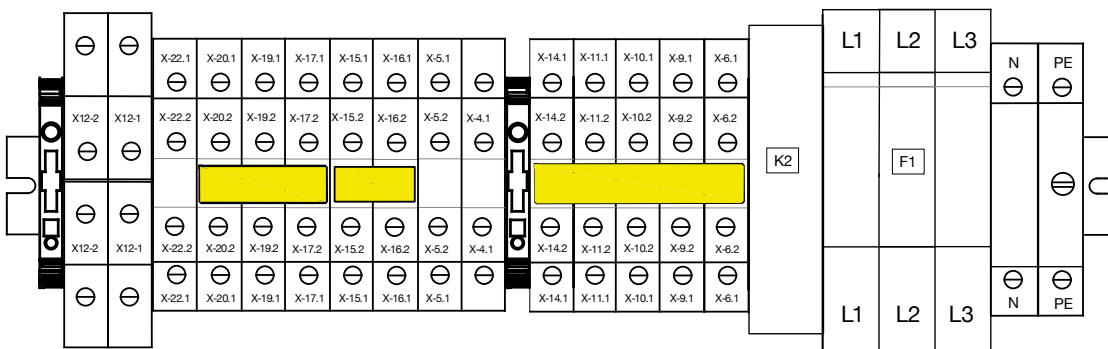 L1 L2 L3
N PE
X-22.1 X-20.1 X-19.1 X-17.1 X-15.1 X-16.1 X-5.1 X-14.1 X-11.1 X-10.1 X-9.1 X-6.1
X12-2 X12-1 X-22.2 X-20.2 X-19.2 X-17.2 X-15.2 X-16.2 X-5.2 X-4.1 X-14.2 X-11.2 X-10.2 X-9.2 X-6.2
K2 F1
X12-2 X12-1 X-22.2 X-20.2 X-19.2 X-17.2 X-15.2 X-16.2 X-5.2 X-4.1 X-14.2 X-11.2 X-10.2 X-9.2 X-6.2
X-22.1 X-20.1 X-19.1 X-17.1 X-15.1 X-16.1 X-5.1 X-14.1 X-11.1 X-10.1 X-9.1 X-6.1
N PE
L1 L2 L3